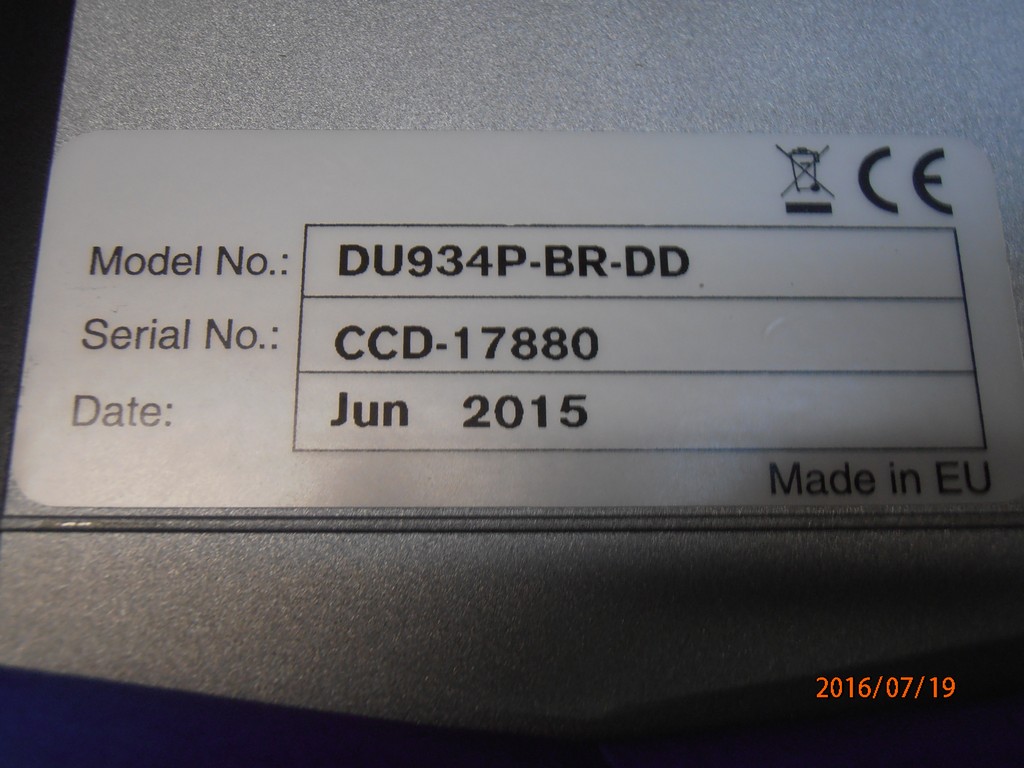 CE
Model No.: DU934P-BR-DD
Serial No.: CCD-17880
Date: Jun 2015
Made in EU
2016/07/19